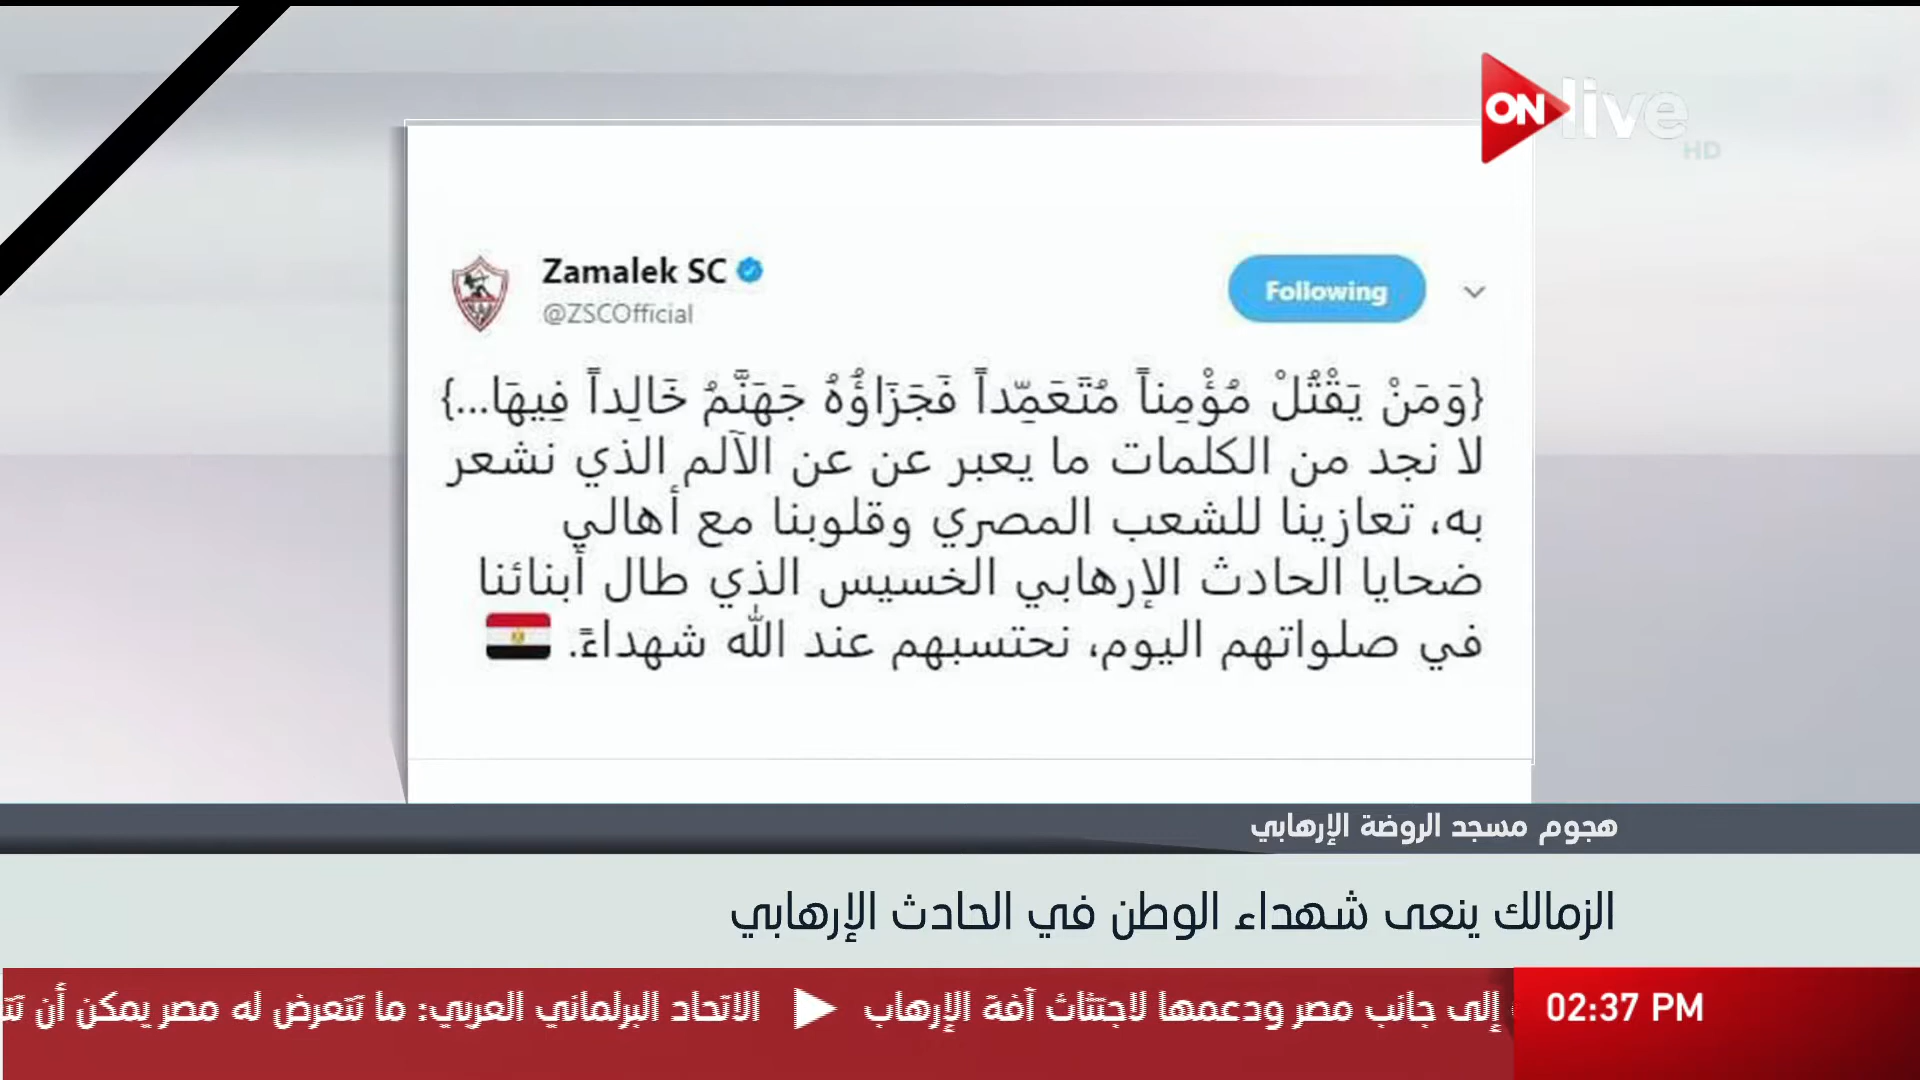 ON live
HD
Zamalek SC
@ZSCOfficial
Following
{وَمَنْ يَقْتُلْ مُؤْمِناً مُتَعَمِّداً فَجَزَاؤُهُ جَهَنَّمُ خَالِداً فِيهَا...}
لا نجد من الكلمات ما يعبر عن عن الآلم الذي نشعر
به، تعازينا للشعب المصري وقلوبنا مع أهالي
ضحايا الحادث الإرهابي الخسيس الذي طال أبنائنا
في صلواتهم اليوم، نحتسبهم عند الله شهداءً.
هجوم مسجد الروضة الإرهابي
الزمالك ينعى شهداء الوطن في الحادث الإرهابي
إلى جانب مصر ودعمها لاجتثاث آفة الإرهاب ▶ الاتحاد البرلماني العربي: ما تتعرض له مصر يمكن أن
02:37 PM